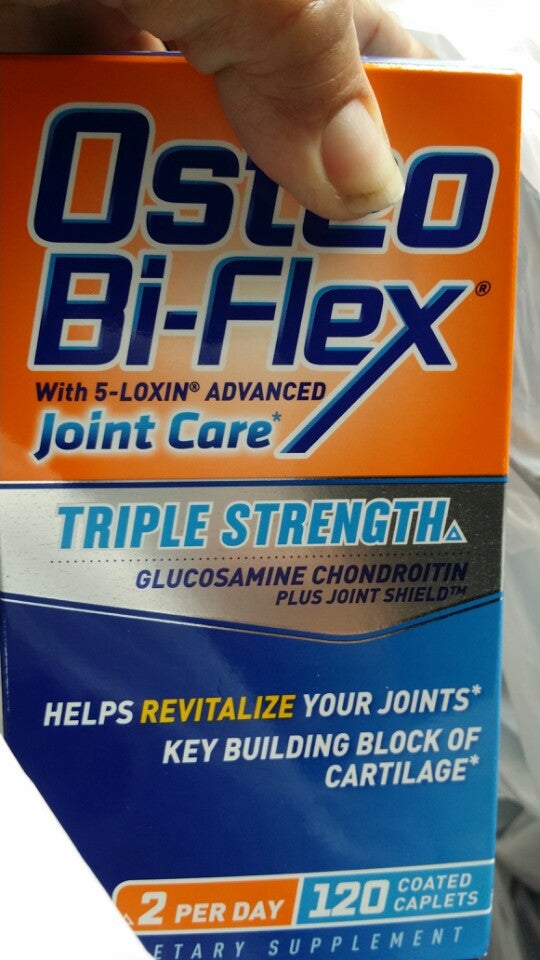 Osteo
Bi-Flex®
With 5-LOXIN® ADVANCED
Joint Care*
TRIPLE STRENGTH△
GLUCOSAMINE CHONDROITIN
PLUS JOINT SHIELD™
HELPS REVITALIZE YOUR JOINTS*
KEY BUILDING BLOCK OF
CARTILAGE*
△2 PER DAY 120 COATED CAPLETS
ETARY SUPPLEMENT